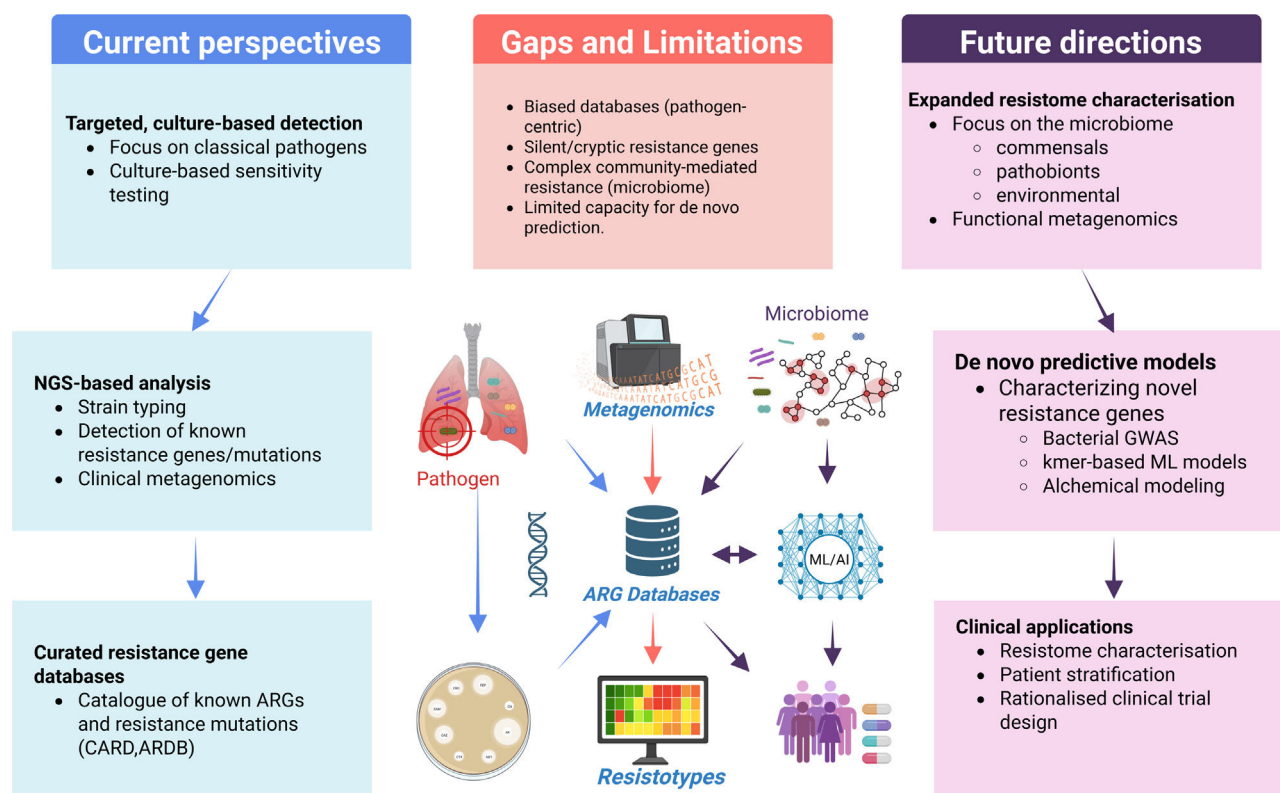 Current perspectives
Targeted, culture-based detection
• Focus on classical pathogens
• Culture-based sensitivity
testing
NGS-based analysis
• Strain typing
• Detection of known
resistance genes/mutations
• Clinical metagenomics
Curated resistance gene
databases
• Catalogue of known ARGs
and resistance mutations
(CARD,ARDB)
Gaps and Limitations
• Biased databases (pathogen-
centric)
• Silent/cryptic resistance genes
• Complex community-mediated
resistance (microbiome)
• Limited capacity for de novo
prediction.
Pathogen
Metagenomics
Microbiome
ARG Databases
ML/AI
Resistotypes
Future directions
Expanded resistome characterisation
• Focus on the microbiome
○ commensals
○ pathobionts
○ environmental
• Functional metagenomics
De novo predictive models
• Characterizing novel
resistance genes
○ Bacterial GWAS
○ kmer-based ML models
○ Alchemical modeling
Clinical applications
• Resistome characterisation
• Patient stratification
• Rationalised clinical trial
design